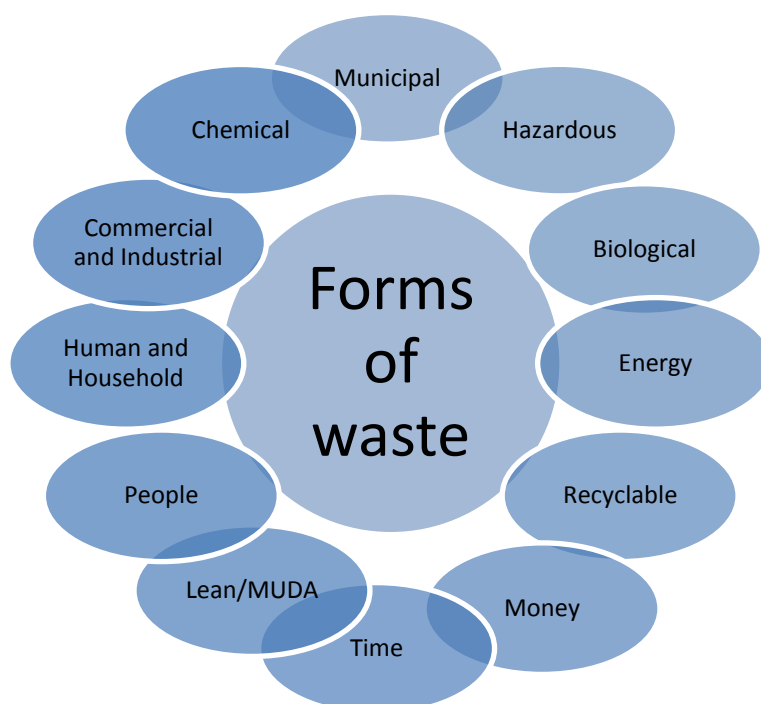 Forms
of
waste
Municipal
Hazardous
Biological
Energy
Recyclable
Money
Time
Lean/MUDA
People
Human and
Household
Commercial
and Industrial
Chemical